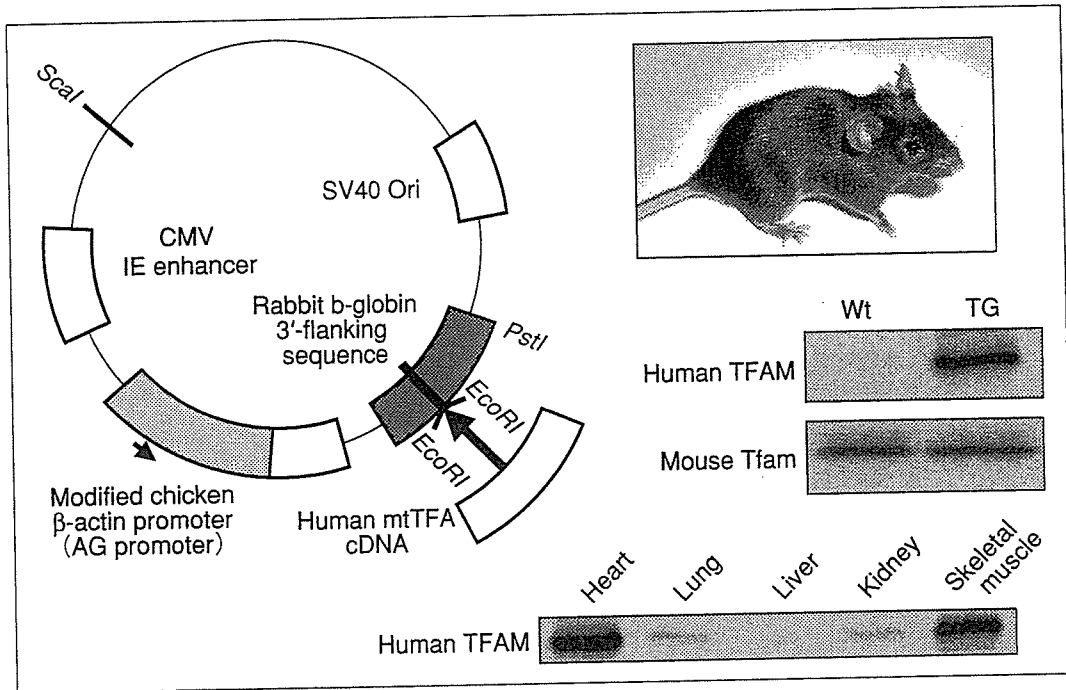 ScaI
SV40 Ori
CMV
IE enhancer
Rabbit b-globin
3′-flanking
sequence
PstI
EcoRI
EcoRI
Modified chicken
β-actin promoter
(AG promoter)
Human mtTFA
cDNA
Wt TG
Human TFAM
Mouse Tfam
Heart
Lung
Liver
Kidney
Skeletal
muscle
Human TFAM